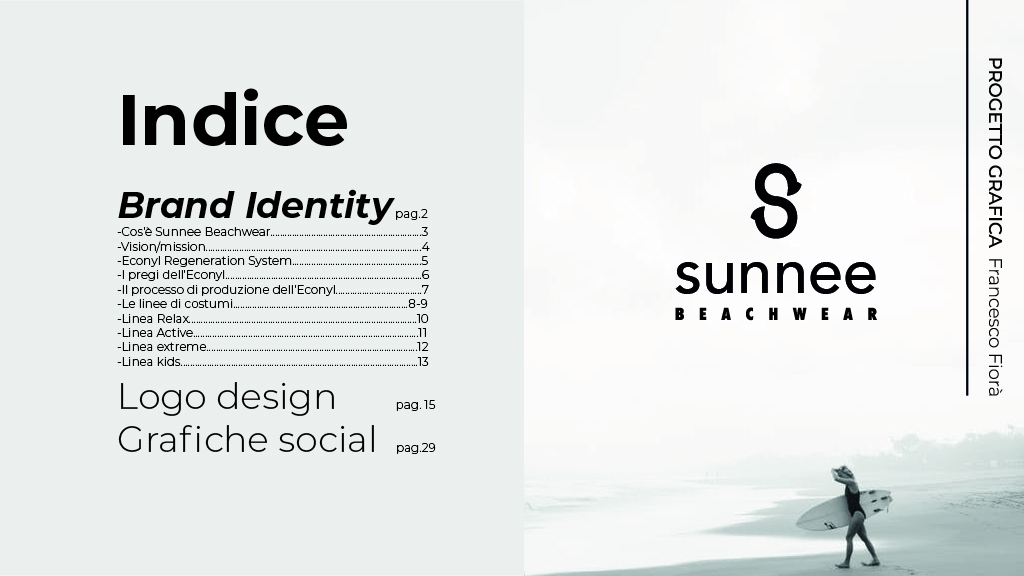 Indice
Brand Identity pag.2
-Cos'è Sunnee Beachwear..........3
-Vision/mission..........4
-Econyl Regeneration System..........5
-I pregi dell'Econyl..........6
-Il processo di produzione dell'Econyl..........7
-Le linee di costumi..........8-9
-Linea Relax..........10
-Linea Active..........11
-Linea extreme..........12
-Linea kids..........13
Logo design pag. 15
Grafiche social pag.29
sunnee
BEACHWEAR
PROGETTO GRAFICA Francesco Fiorà